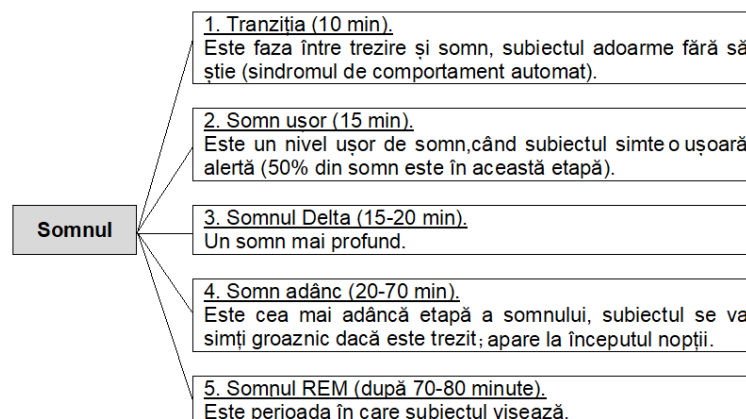 1. Tranziția (10 min).
Este faza între trezire și somn, subiectul adoarme fără să
știe (sindromul de comportament automat).
2. Somn ușor (15 min).
Este un nivel ușor de somn,când subiectul simte o ușoară
alertă (50% din somn este în această etapă).
Somnul
3. Somnul Delta (15-20 min).
Un somn mai profund.
4. Somn adânc (20-70 min).
Este cea mai adâncă etapă a somnului, subiectul se va
simți groaznic dacă este trezit; apare la începutul nopții.
5. Somnul REM (după 70-80 minute).
Este perioada în care subiectul visează.